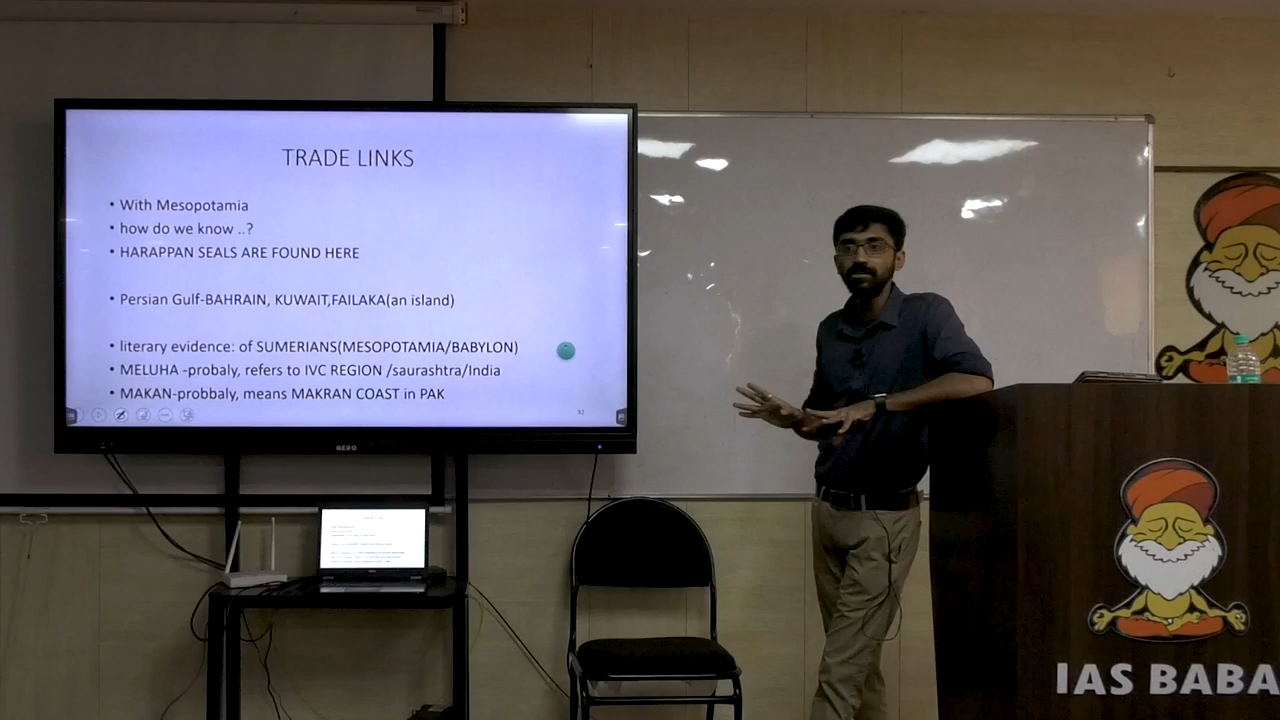 TRADE LINKS
• With Mesopotamia
• how do we know ..?
• HARAPPAN SEALS ARE FOUND HERE
• Persian Gulf-BAHRAIN, KUWAIT,FAILAKA(an island)
• literary evidence: of SUMERIANS(MESOPOTAMIA/BABYLON)
• MELUHA -probaly, refers to IVC REGION /saurashtra/India
• MAKAN-probbaly, means MAKRAN COAST in PAK
AERO
IAS BABA